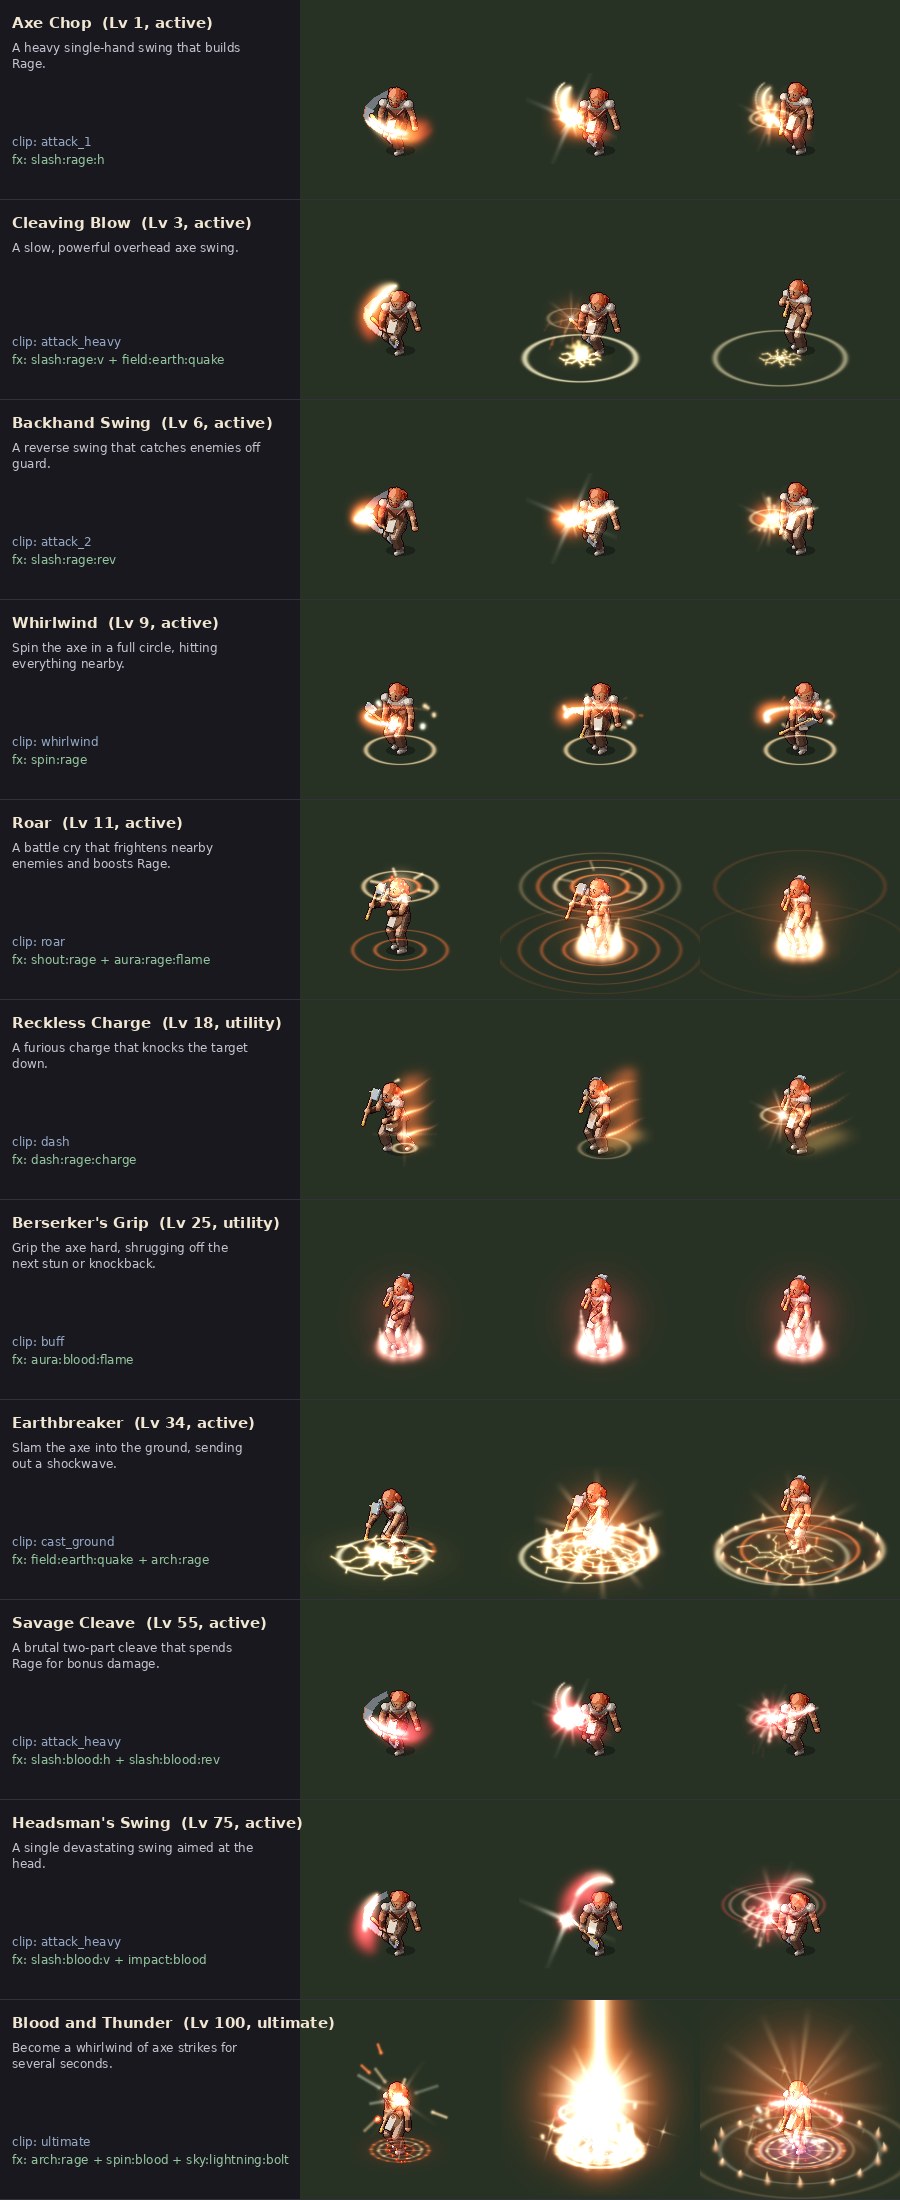 Axe Chop  (Lv 1, active)
A heavy single-hand swing that builds
Rage.
clip: attack_1
fx: slash:rage:h
Cleaving Blow  (Lv 3, active)
A slow, powerful overhead axe swing.
clip: attack_heavy
fx: slash:rage:v + field:earth:quake
Backhand Swing  (Lv 6, active)
A reverse swing that catches enemies off
guard.
clip: attack_2
fx: slash:rage:rev
Whirlwind  (Lv 9, active)
Spin the axe in a full circle, hitting
everything nearby.
clip: whirlwind
fx: spin:rage
Roar  (Lv 11, active)
A battle cry that frightens nearby
enemies and boosts Rage.
clip: roar
fx: shout:rage + aura:rage:flame
Reckless Charge  (Lv 18, utility)
A furious charge that knocks the target
down.
clip: dash
fx: dash:rage:charge
Berserker's Grip  (Lv 25, utility)
Grip the axe hard, shrugging off the
next stun or knockback.
clip: buff
fx: aura:blood:flame
Earthbreaker  (Lv 34, active)
Slam the axe into the ground, sending
out a shockwave.
clip: cast_ground
fx: field:earth:quake + arch:rage
Savage Cleave  (Lv 55, active)
A brutal two-part cleave that spends
Rage for bonus damage.
clip: attack_heavy
fx: slash:blood:h + slash:blood:rev
Headsman's Swing  (Lv 75, active)
A single devastating swing aimed at the
head.
clip: attack_heavy
fx: slash:blood:v + impact:blood
Blood and Thunder  (Lv 100, ultimate)
Become a whirlwind of axe strikes for
several seconds.
clip: ultimate
fx: arch:rage + spin:blood + sky:lightning:bolt